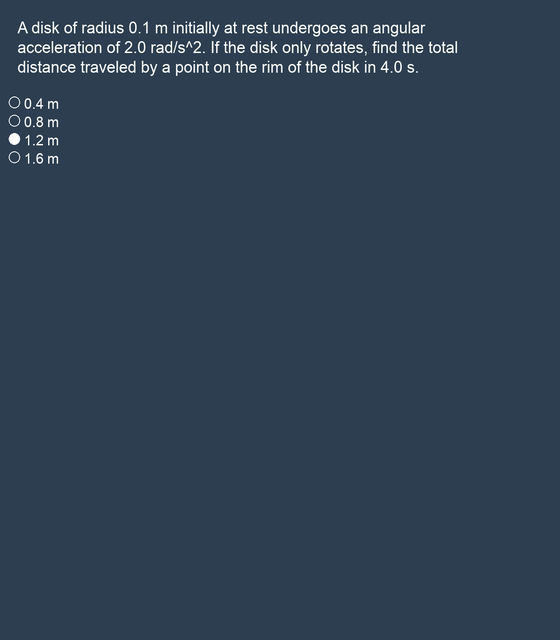 A disk of radius 0.1 m initially at rest undergoes an angular
acceleration of 2.0 rad/s^2. If the disk only rotates, find the total
distance traveled by a point on the rim of the disk in 4.0 s.
0.4 m
0.8 m
1.2 m
1.6 m